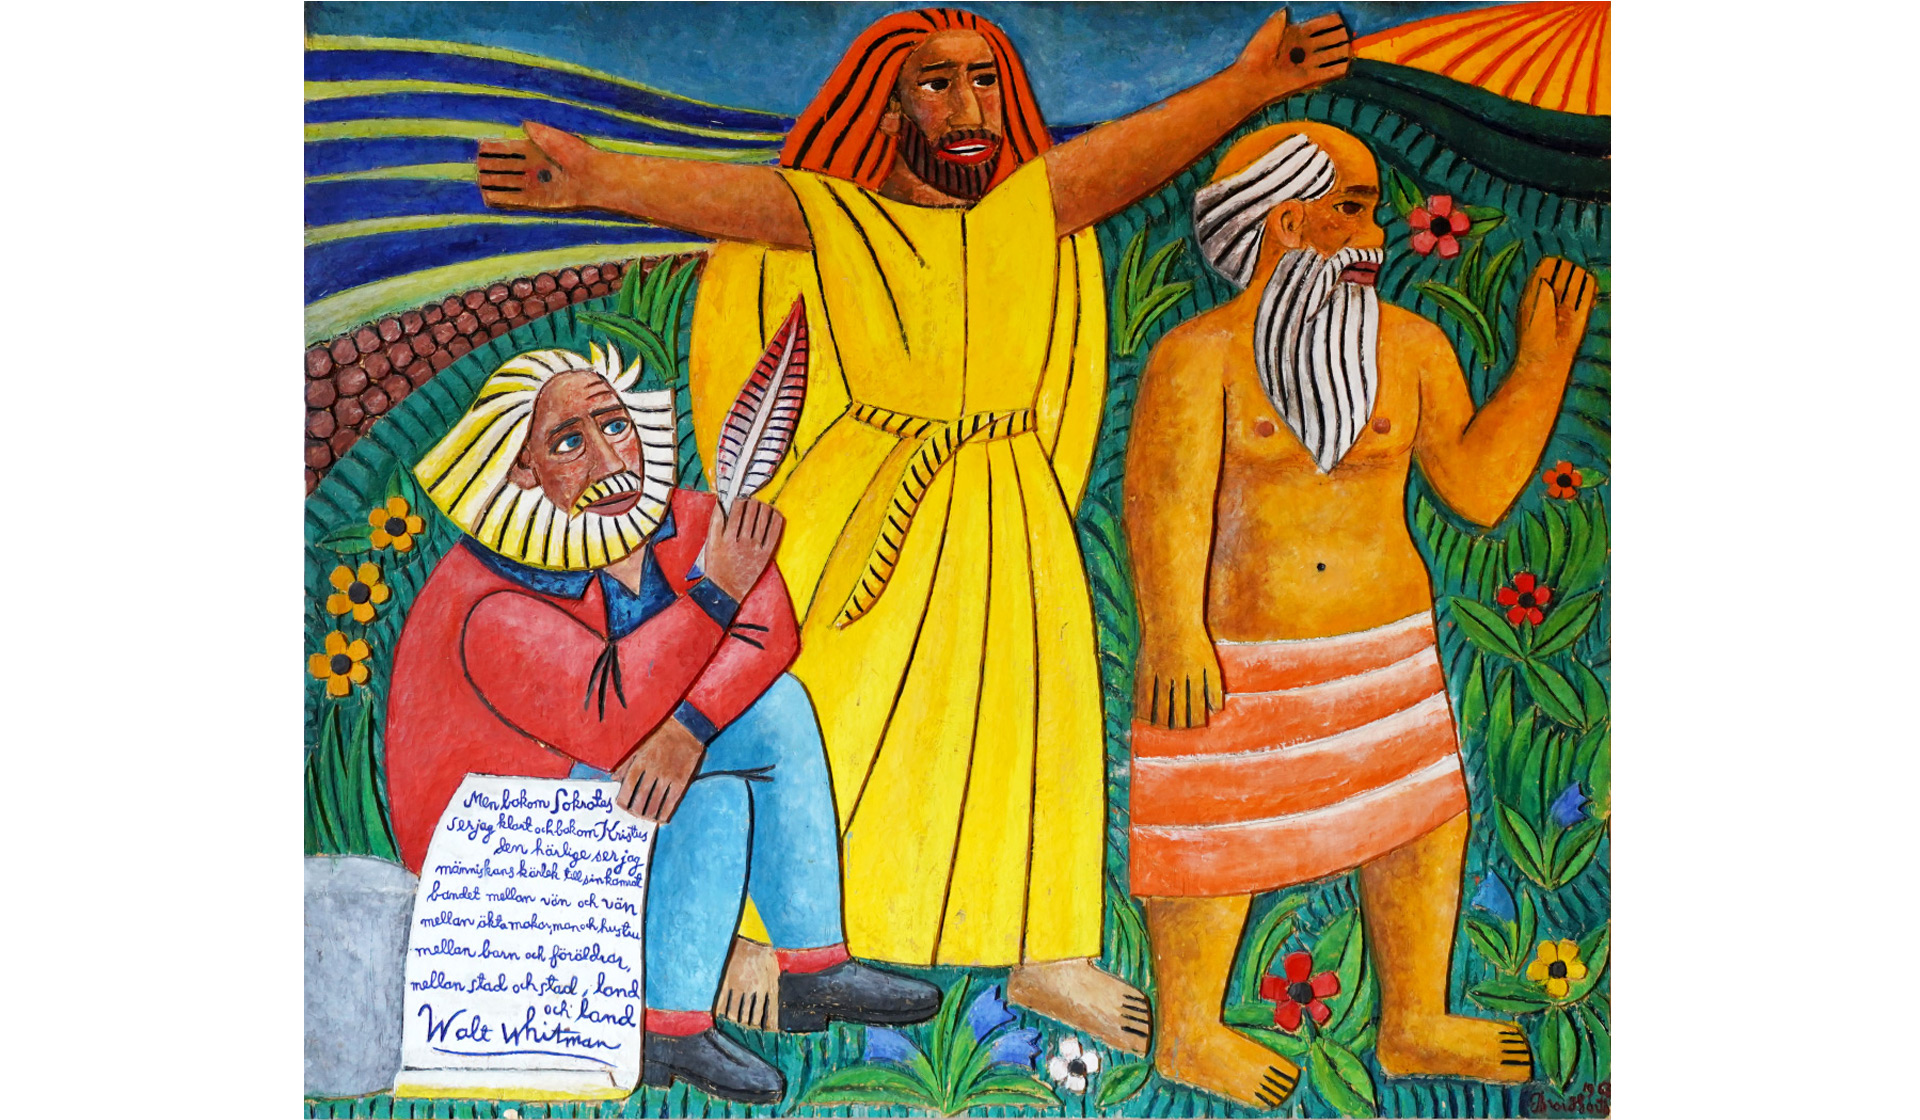 Men bakom Sokrates
ser jag klart och bakom Kristus
den härlige ser jag
människans kärlek till sin kamrat
bandet mellan vän och vän
mellan äkta makar, man och hustru
mellan barn och föräldrar,
mellan stad och stad, land
och land
Walt Whitman